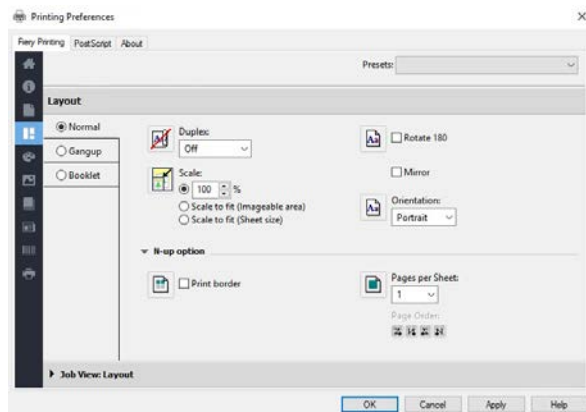 Printing Preferences
Fiery Printing PostScript About
Presets:
Layout
Normal
Gangup
Booklet
Duplex:
Off
Scale:
100 %
Scale to fit (Imageable area)
Scale to fit (Sheet size)
Rotate 180
Mirror
Orientation:
Portrait
N-up option
Print border
Pages per Sheet:
1
Page Order:
Job View: Layout
OK Cancel Apply Help